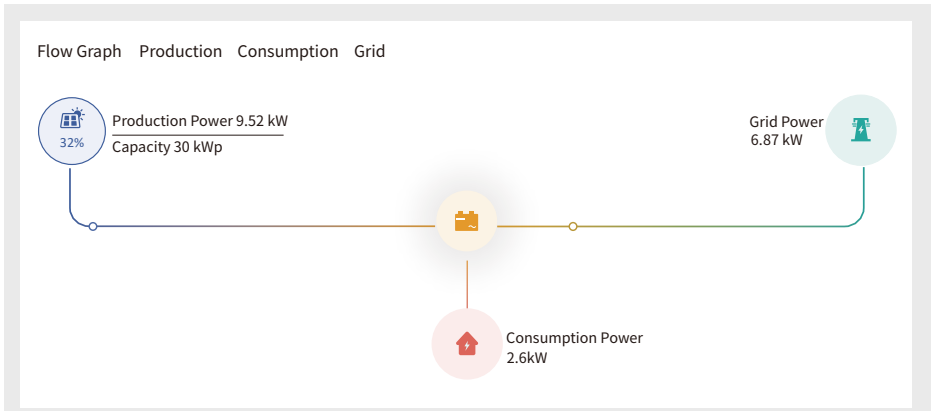 Flow Graph Production Consumption Grid
32%
Production Power 9.52 kW
Capacity 30 kWp
Grid Power
6.87 kW
Consumption Power
2.6kW